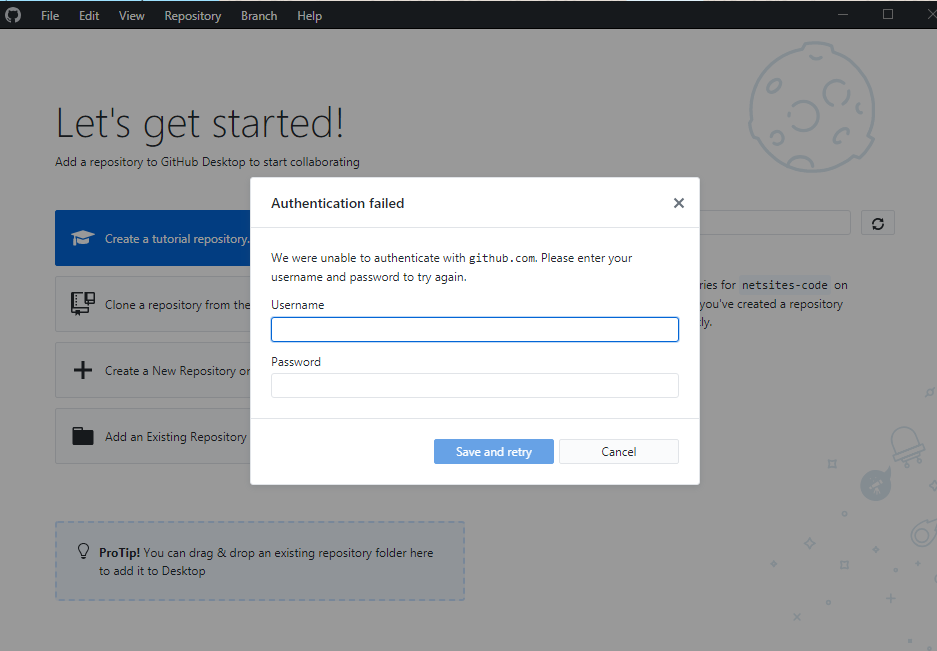 File Edit View Repository Branch Help
Let's get started!
Add a repository to GitHub Desktop to start collaborating
Create a tutorial repository.
Clone a repository from the
Create a New Repository
Add an Existing Repository
ProTip! You can drag & drop an existing repository folder here
to add it to Desktop
Authentication failed
We were unable to authenticate with github.com. Please enter your
username and password to try again.
Username
Password
Save and retry
Cancel
for netsites-code on
you've created a repository